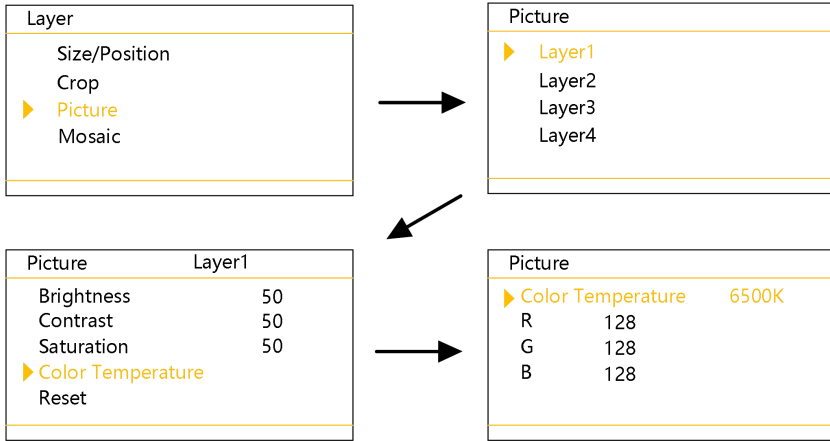 Layer
Size/Position
Crop
Picture
Mosaic
Picture
Layer1
Layer2
Layer3
Layer4
Picture Layer1
Brightness 50
Contrast 50
Saturation 50
Color Temperature
Reset
Picture
Color Temperature 6500K
R 128
G 128
B 128